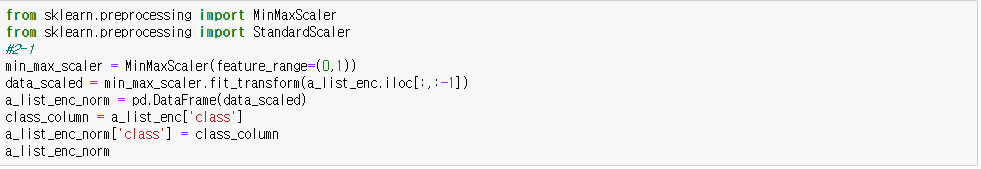 from sklearn.preprocessing import MinMaxScaler
from sklearn.preprocessing import StandardScaler
#2-1
min_max_scaler = MinMaxScaler(feature_range=(0,1))
data_scaled = min_max_scaler.fit_transform(a_list_enc.iloc[:,:-1])
a_list_enc_norm = pd.DataFrame(data_scaled)
class_column = a_list_enc['class']
a_list_enc_norm['class'] = class_column
a_list_enc_norm